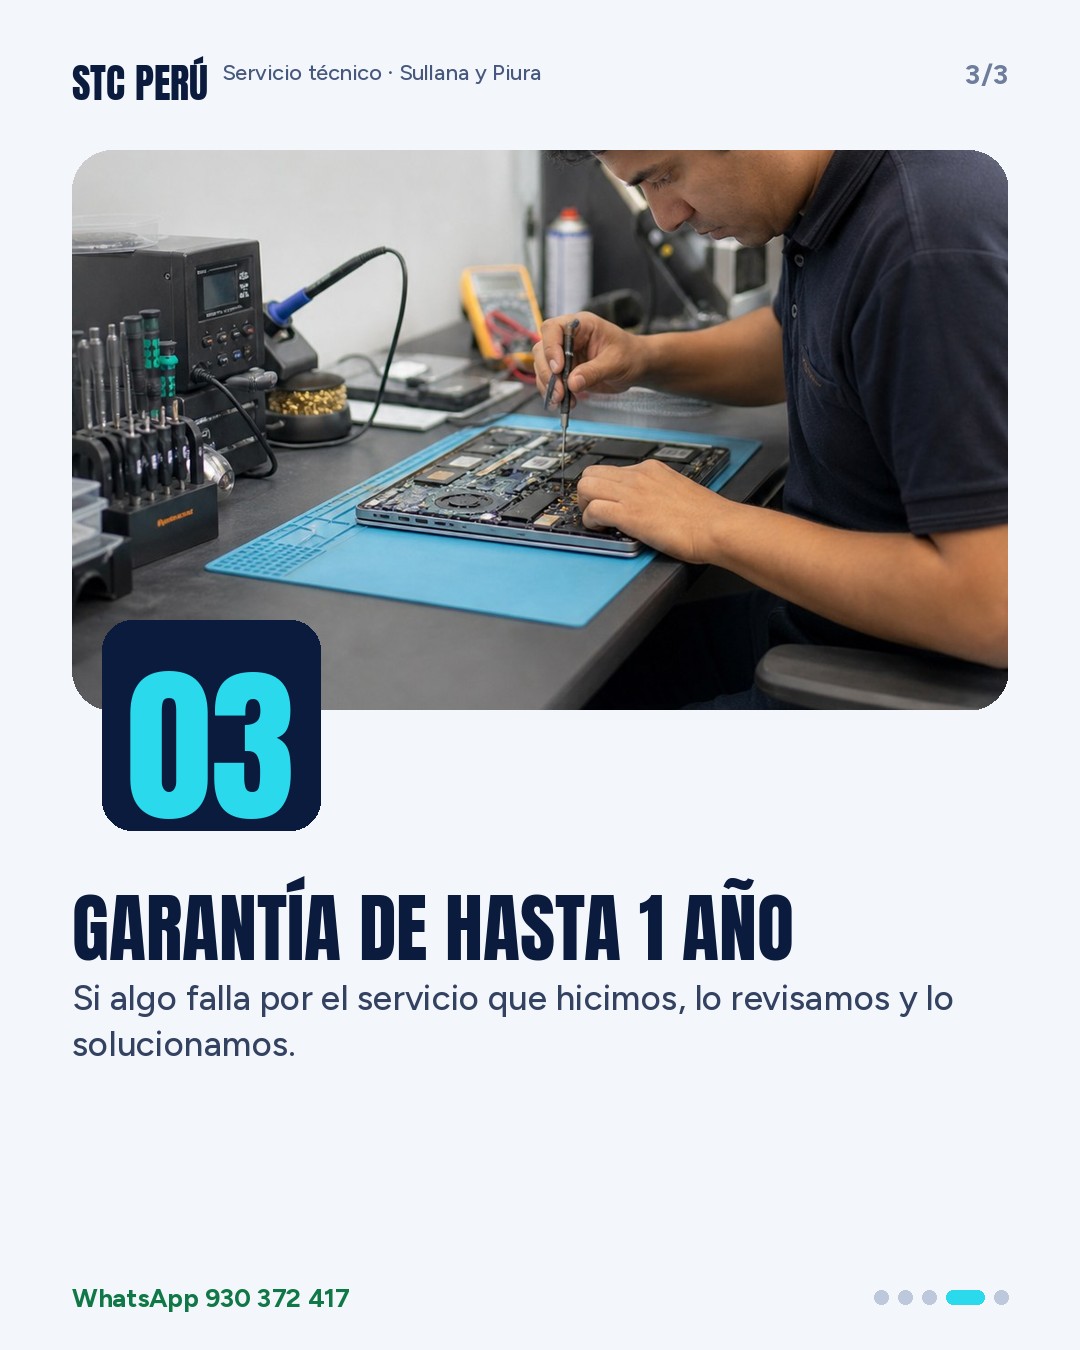 STC PERÚ Servicio técnico · Sullana y Piura
3/3
03
GARANTÍA DE HASTA 1 AÑO
Si algo falla por el servicio que hicimos, lo revisamos y lo
solucionamos.
WhatsApp 930 372 417